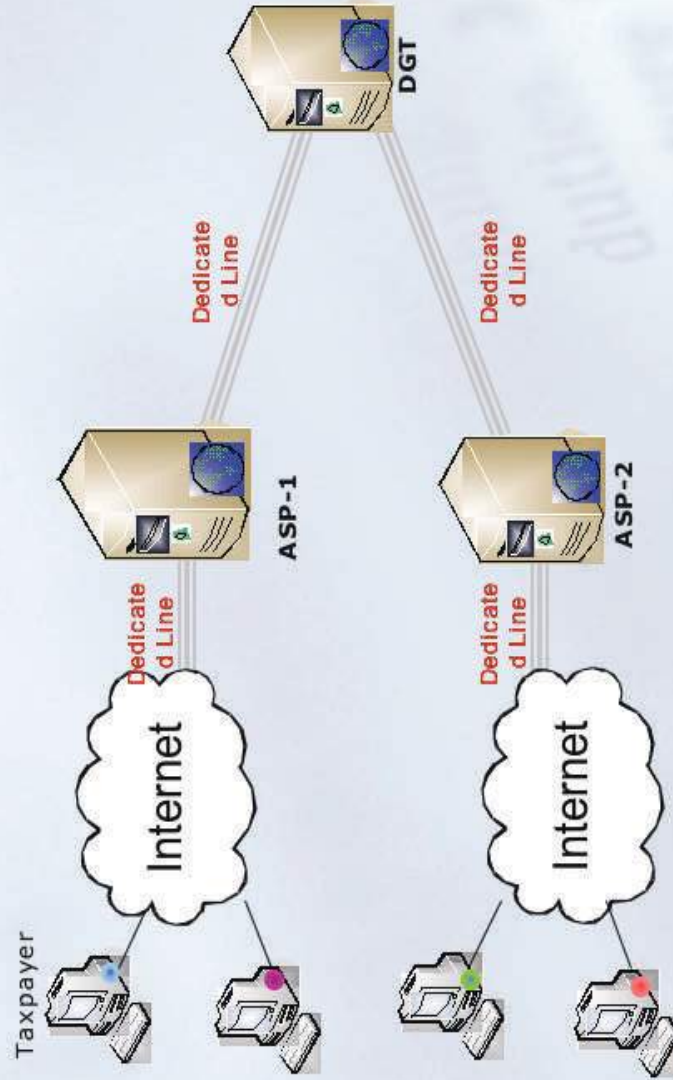 Taxpayer
Internet
Dedicate
d Line
ASP-1
Dedicate
d Line
DGT
Internet
Dedicate
d Line
ASP-2
Dedicate
d Line